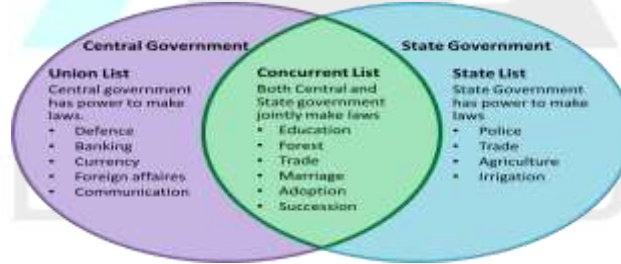 Central Government
Union List
Central government
has power to make
laws.
• Defence
• Banking
• Currency
• Foreign affaires
• Communication
Concurrent List
Both Central and
State government
jointly make laws
• Education
• Forest
• Trade
• Marriage
• Adoption
• Succession
State Government
State List
State Government
has power to make
laws
• Police
• Trade
• Agriculture
• Irrigation